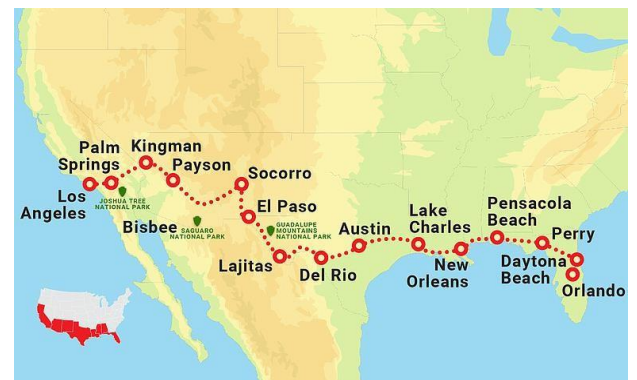 Palm
Springs
Kingman
Payson
Socorro
Los
Angeles
JOSHUA TREE
NATIONAL PARK
Bisbee
SAGUARO
NATIONAL PARK
El Paso
GUADALUPE
MOUNTAINS
NATIONAL PARK
Lajitas
Del Rio
Austin
Lake
Charles
New
Orleans
Pensacola
Beach
Perry
Daytona
Beach
Orlando